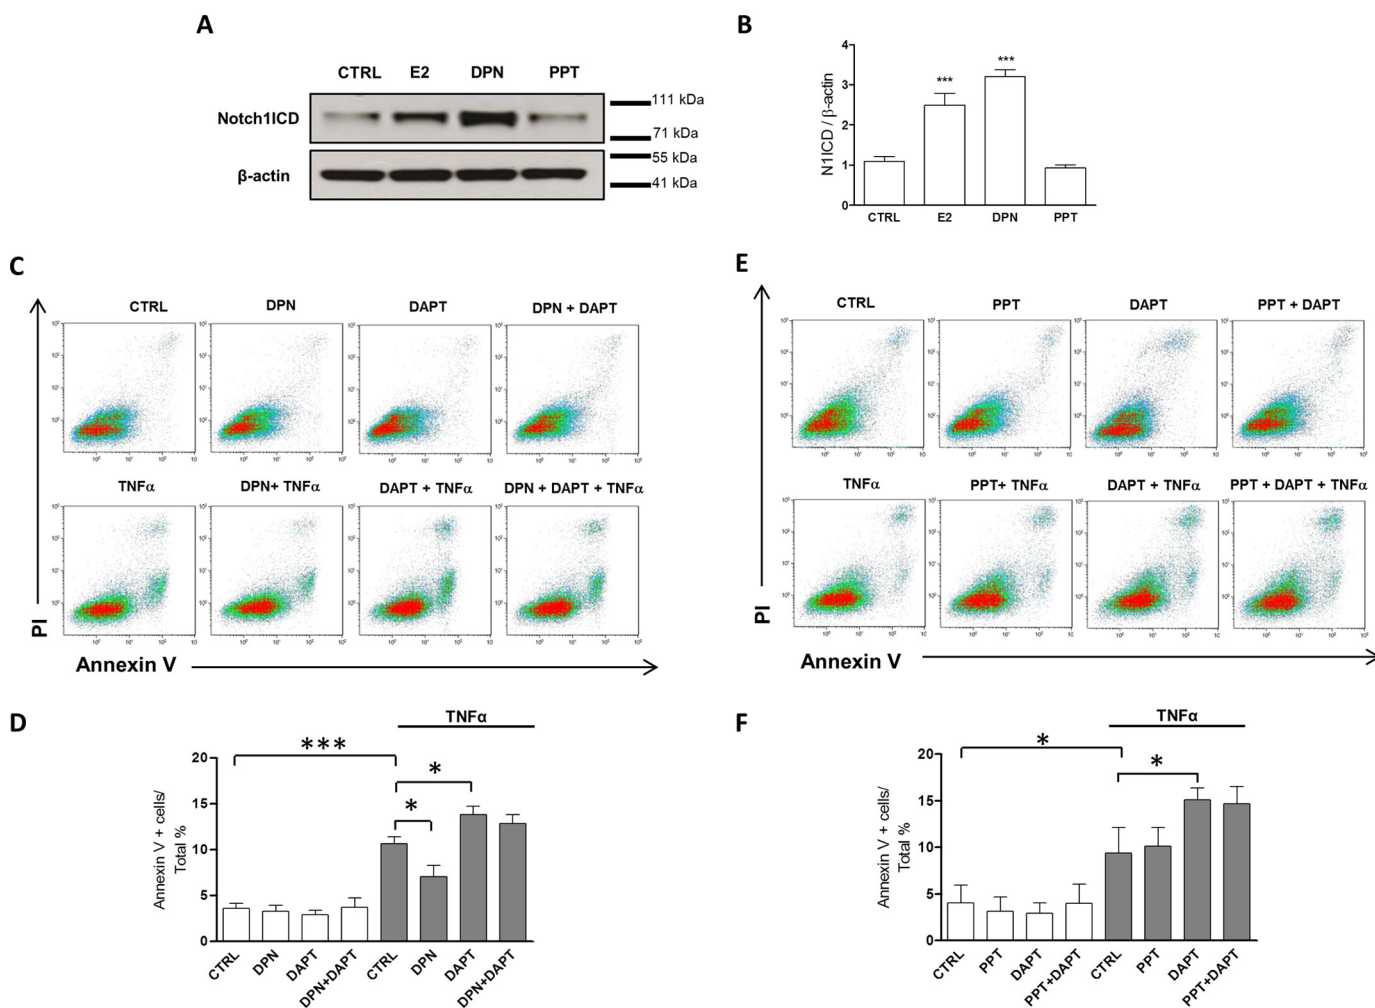 A
CTRL E2 DPN PPT
Notch1ICD
β-actin
111 kDa
71 kDa
55 kDa
41 kDa
B
N1ICD / β-actin
4
3
2
1
0
*** ***
CTRL E2 DPN PPT
C
CTRL DPN DAPT DPN + DAPT
TNFα DPN+ TNFα DAPT + TNFα DPN + DAPT + TNFα
PI
Annexin V
E
CTRL PPT DAPT PPT + DAPT
TNFα PPT+ TNFα DAPT + TNFα PPT + DAPT + TNFα
PI
Annexin V
D
TNFα
Annexin V + cells/
Total %
20
15
10
5
0
***
*
*
CTRL DPN DAPT DPN+DAPT CTRL DPN DAPT DPN+DAPT
F
TNFα
Annexin V + cells/
Total %
20
15
10
5
0
*
*
CTRL PPT DAPT PPT+DAPT CTRL PPT DAPT PPT+DAPT